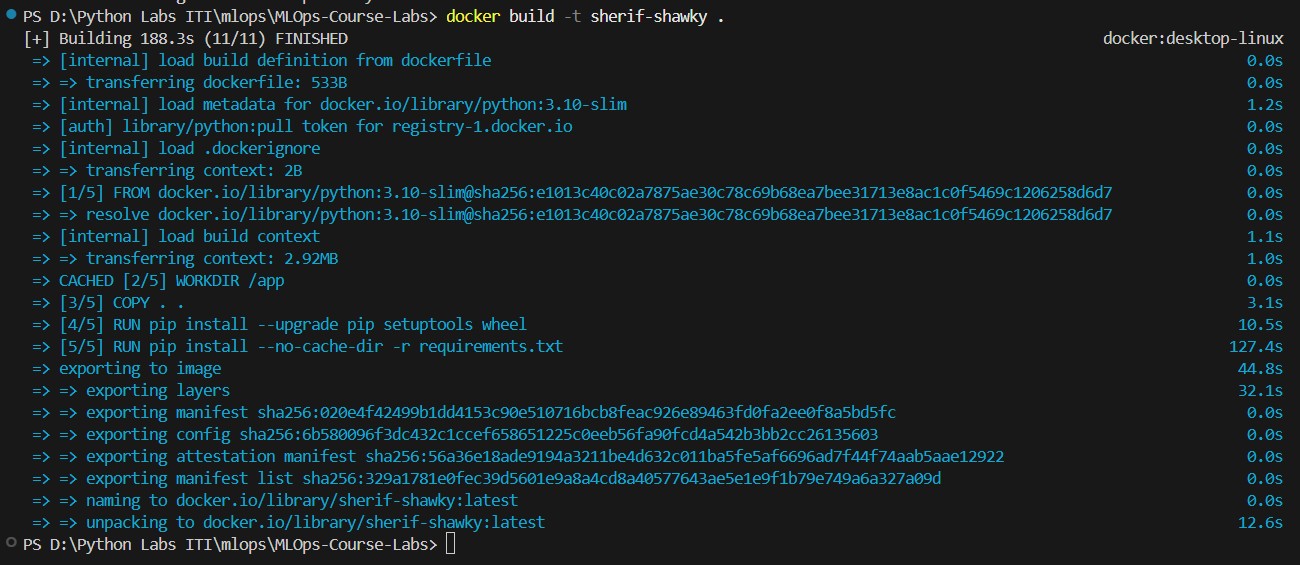 PS D:\Python Labs ITI\mlops\MLOps-Course-Labs> docker build -t sherif-shawky .
[+] Building 188.3s (11/11) FINISHED docker:desktop-linux
=> [internal] load build definition from dockerfile 0.0s
=> => transferring dockerfile: 533B 0.0s
=> [internal] load metadata for docker.io/library/python:3.10-slim 1.2s
=> [auth] library/python:pull token for registry-1.docker.io 0.0s
=> [internal] load .dockerignore 0.0s
=> => transferring context: 2B 0.0s
=> [1/5] FROM docker.io/library/python:3.10-slim@sha256:e1013c40c02a7875ae30c78c69b68ea7bee31713e8ac1c0f5469c1206258d6d7 0.0s
=> => resolve docker.io/library/python:3.10-slim@sha256:e1013c40c02a7875ae30c78c69b68ea7bee31713e8ac1c0f5469c1206258d6d7 0.0s
=> [internal] load build context 1.1s
=> => transferring context: 2.92MB 1.0s
=> CACHED [2/5] WORKDIR /app 0.0s
=> [3/5] COPY . . 3.1s
=> [4/5] RUN pip install --upgrade pip setuptools wheel 10.5s
=> [5/5] RUN pip install --no-cache-dir -r requirements.txt 127.4s
=> exporting to image 44.8s
=> => exporting layers 32.1s
=> => exporting manifest sha256:020e4f42499b1dd4153c90e510716bcb8feac926e89463fd0fa2ee0f8a5bd5fc 0.0s
=> => exporting config sha256:6b580096f3dc432c1ccef658651225c0eeb56fa90fcd4a542b3bb2cc26135603 0.0s
=> => exporting attestation manifest sha256:56a36e18ade9194a3211be4d632c011ba5fe5af6696ad7f44f74aab5aae12922 0.0s
=> => exporting manifest list sha256:329a1781e0fec39d5601e9a8a4cd8a40577643ae5e1e9f1b79e749a6a327a09d 0.0s
=> => naming to docker.io/library/sherif-shawky:latest 0.0s
=> => unpacking to docker.io/library/sherif-shawky:latest 12.6s
PS D:\Python Labs ITI\mlops\MLOps-Course-Labs>